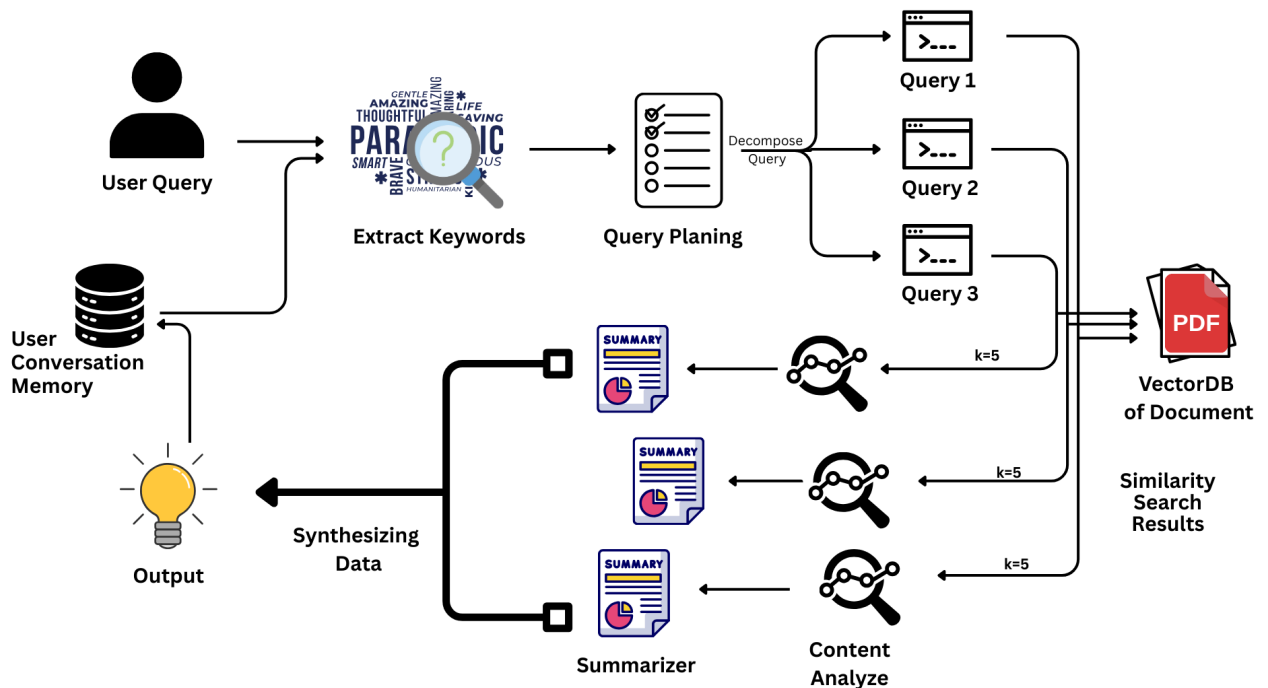 User Query
GENTLE
AMAZING
LIFE
THOUGHTFUL
AMAZING
SMART
BRAVE
HUMANITARIAN
Extract Keywords
Query Planing
Decompose
Query
>_---
Query 1
>_---
Query 2
>_---
Query 3
PDF
VectorDB
of Document
User
Conversation
Memory
SUMMARY
k=5
SUMMARY
k=5
Similarity
Search
Results
Synthesizing
Data
Output
SUMMARY
k=5
Summarizer
Content
Analyze